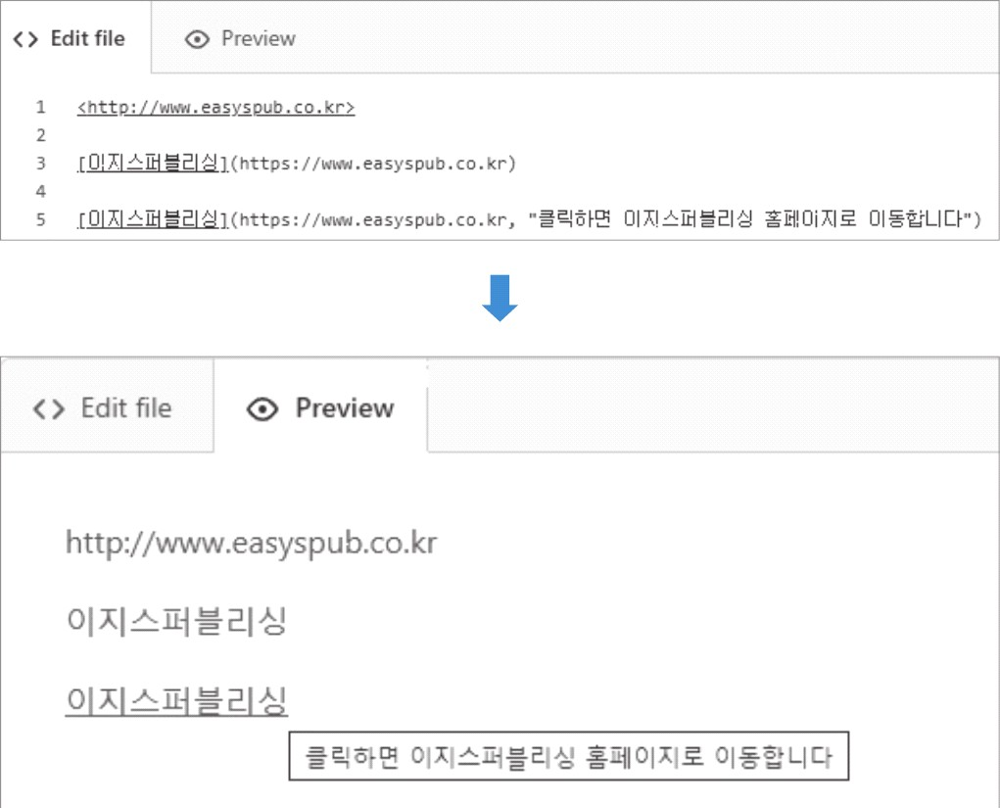 <> Edit file Preview
1 <http://www.easyspub.co.kr>
2
3 [이지스퍼블리싱](https://www.easyspub.co.kr)
4
5 [이지스퍼블리싱](https://www.easyspub.co.kr, "클릭하면 이지스퍼블리싱 홈페이지로 이동합니다")
<> Edit file Preview
http://www.easyspub.co.kr
이지스퍼블리싱
이지스퍼블리싱
클릭하면 이지스퍼블리싱 홈페이지로 이동합니다